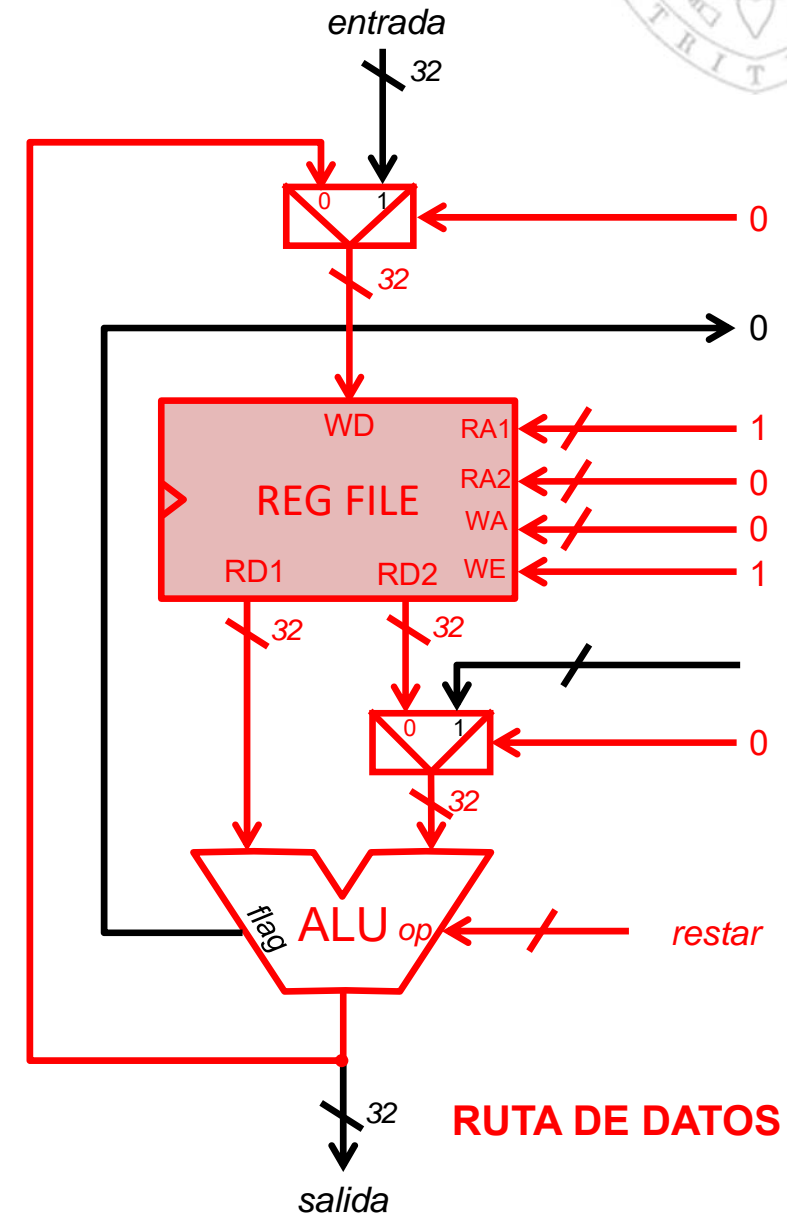 entrada
32
T R I T
0 1
0
32
0
WD
RA1
1
RA2
0
REG FILE
WA
0
RD1
RD2
WE
1
32
32
0 1
0
32
flag
ALU
op
restar
32
RUTA DE DATOS
salida